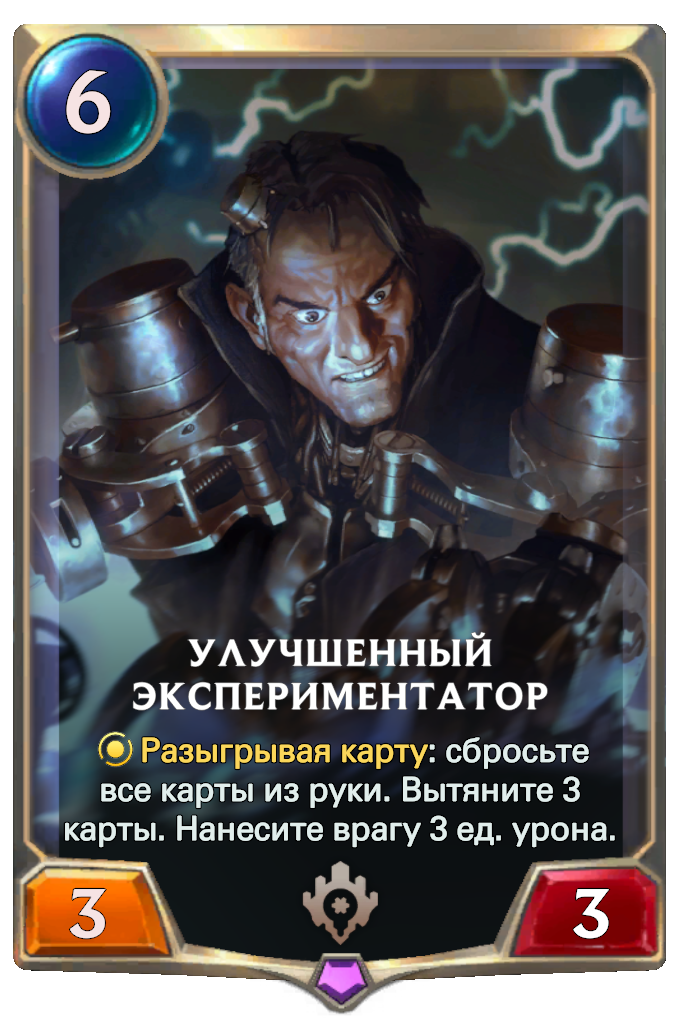 6
УЛУЧШЕННЫЙ
ЭКСПЕРИМЕНТАТОР
Разыгрывая карту: сбросьте
все карты из руки. Вытяните 3
карты. Нанесите врагу 3 ед. урона.
3
3